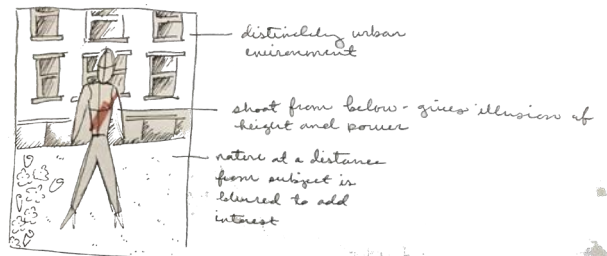 distinctively urban
environment
shoot from below - gives illusion of
height and power
nature at a distance
from subject is
blurred to add
interest